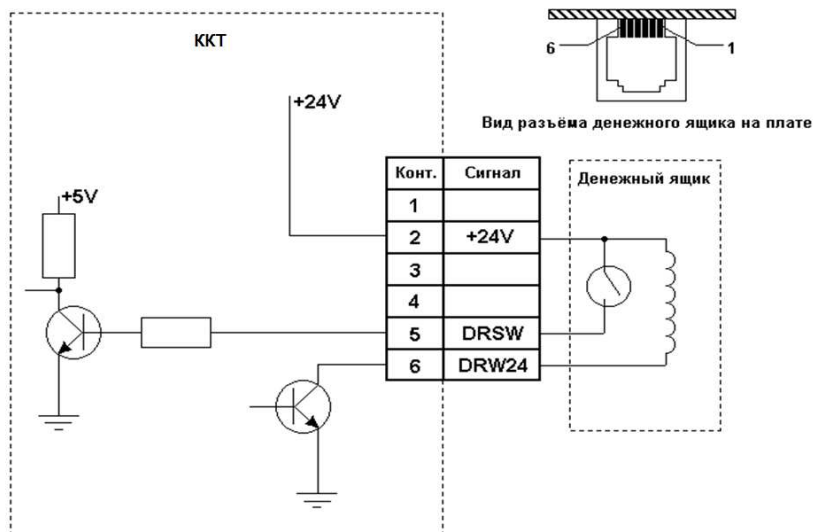 ККТ
6
1
Вид разъёма денежного ящика на плате
+24V
+5V
Конт. Сигнал
1
2 +24V
3
4
5 DRSW
6 DRW24
Денежный ящик